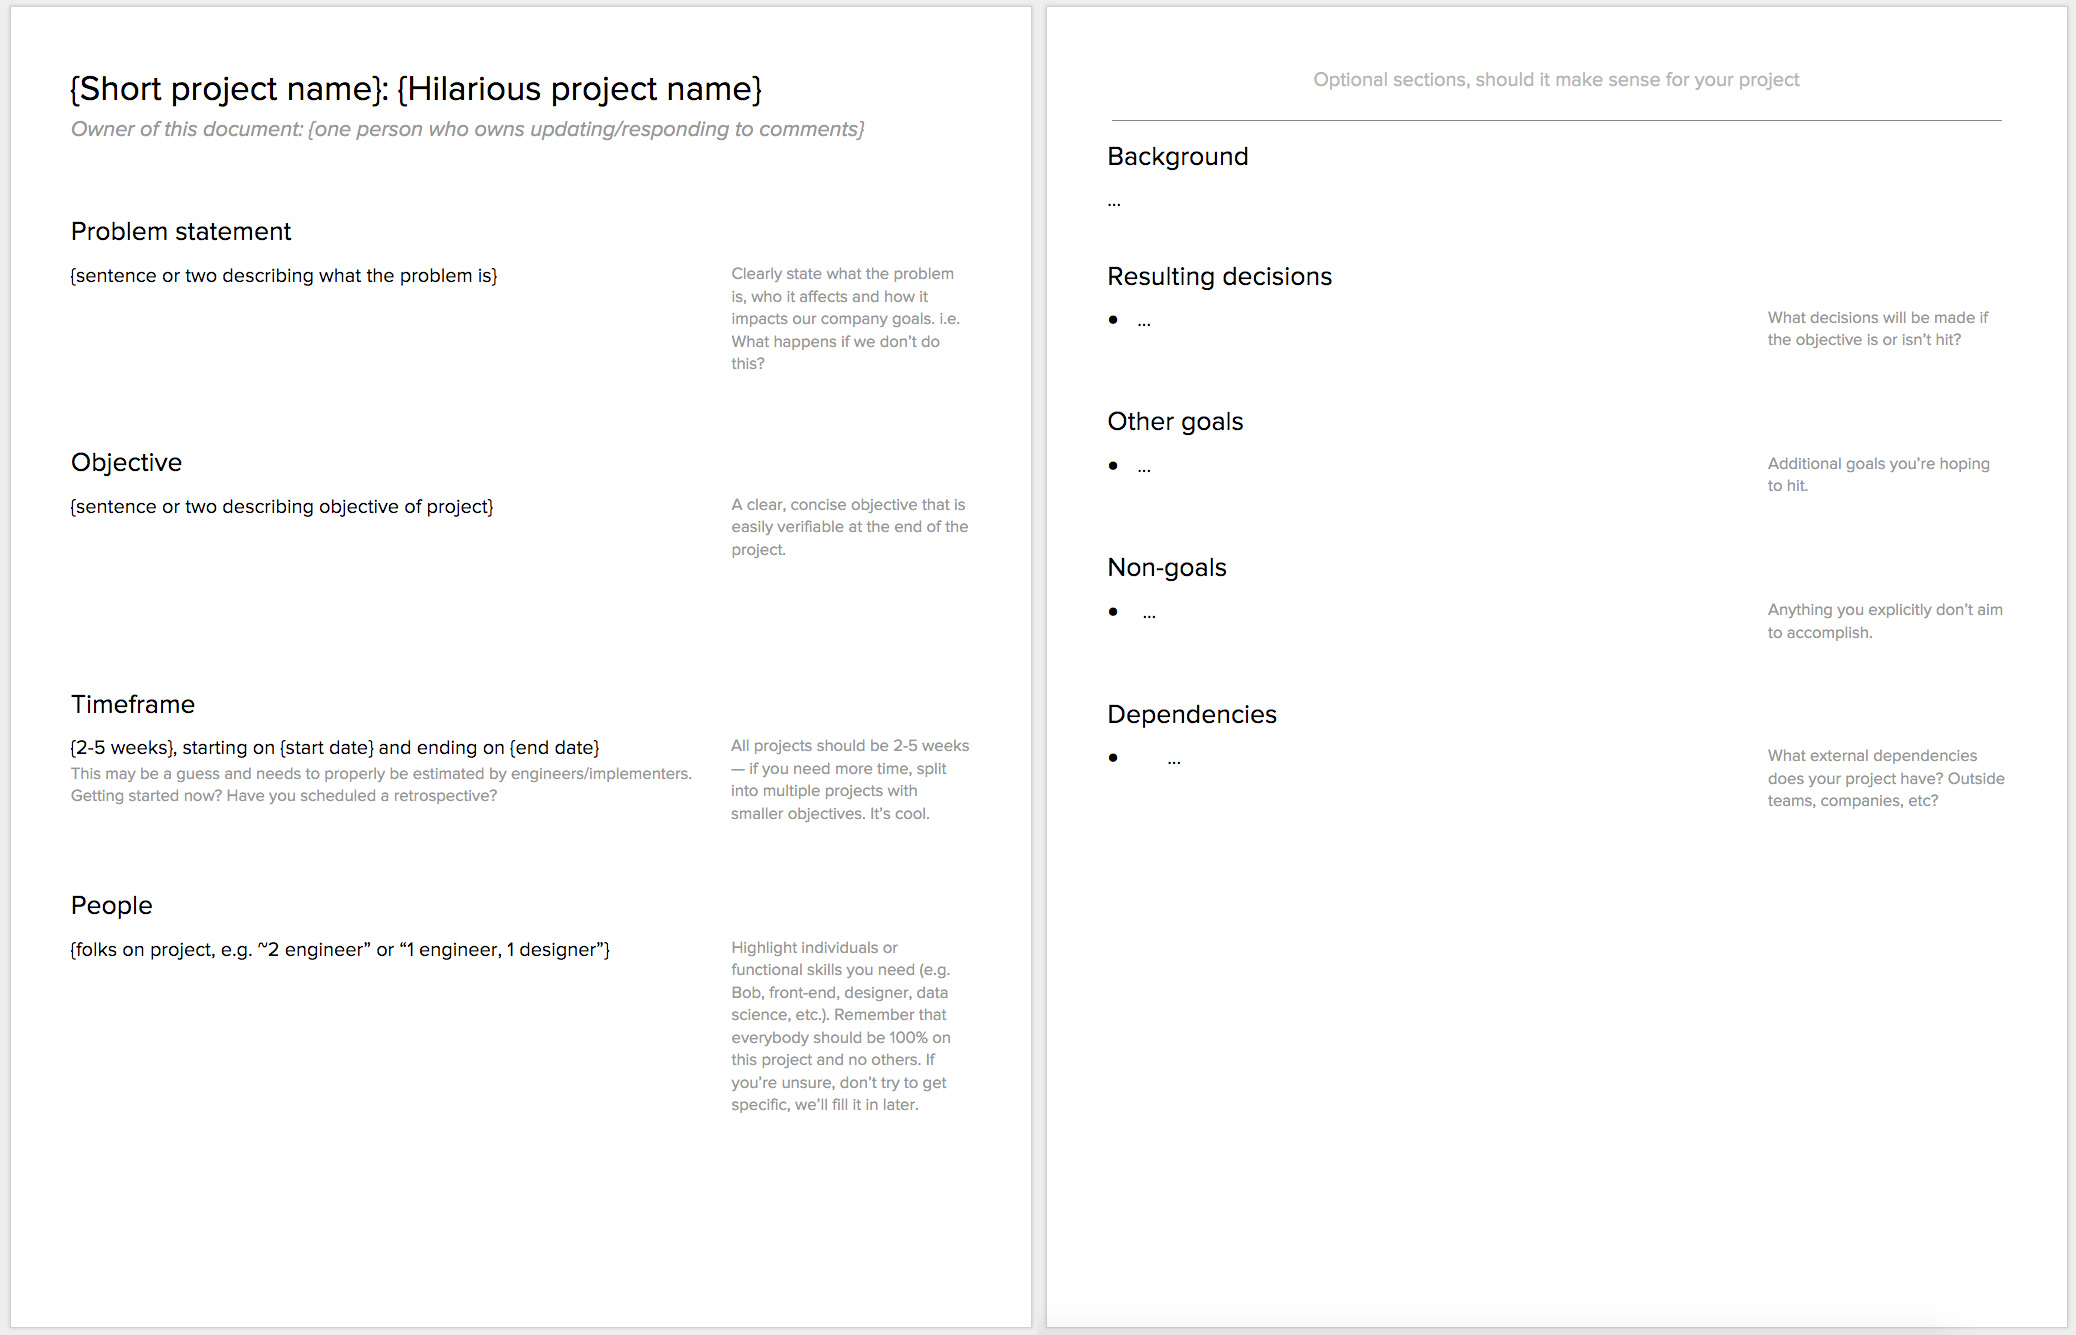 {Short project name}: {Hilarious project name}
Owner of this document: {one person who owns updating/responding to comments}
Problem statement
{sentence or two describing what the problem is}
Clearly state what the problem
is, who it affects and how it
impacts our company goals. i.e.
What happens if we don’t do
this?
Objective
{sentence or two describing objective of project}
A clear, concise objective that is
easily verifiable at the end of the
project.
Timeframe
{2-5 weeks}, starting on {start date} and ending on {end date}
This may be a guess and needs to properly be estimated by engineers/implementers.
Getting started now? Have you scheduled a retrospective?
All projects should be 2-5 weeks
— if you need more time, split
into multiple projects with
smaller objectives. It’s cool.
People
{folks on project, e.g. ~2 engineer” or “1 engineer, 1 designer”}
Highlight individuals or
functional skills you need (e.g.
Bob, front-end, designer, data
science, etc.). Remember that
everybody should be 100% on
this project and no others. If
you’re unsure, don’t try to get
specific, we’ll fill it in later.
Optional sections, should it make sense for your project
Background
...
Resulting decisions
● ...
What decisions will be made if
the objective is or isn’t hit?
Other goals
● ...
Additional goals you’re hoping
to hit.
Non-goals
● ...
Anything you explicitly don’t aim
to accomplish.
Dependencies
● ...
What external dependencies
does your project have? Outside
teams, companies, etc?